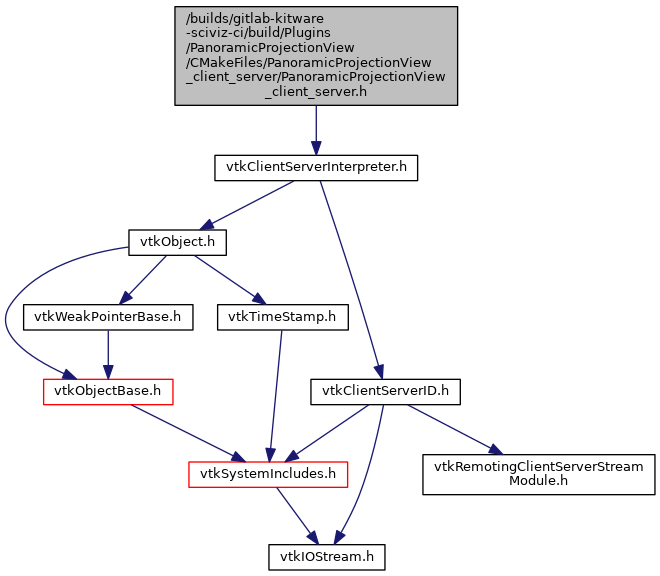 /builds/gitlab-kitware
-sciviz-ci/build/Plugins
/PanoramicProjectionView
/CMakeFiles/PanoramicProjectionView
_client_server/PanoramicProjectionView
_client_server.h
vtkClientServerInterpreter.h
vtkObject.h
vtkWeakPointerBase.h
vtkTimeStamp.h
vtkObjectBase.h
vtkClientServerID.h
vtkSystemIncludes.h
vtkRemotingClientServerStream
Module.h
vtkIOStream.h